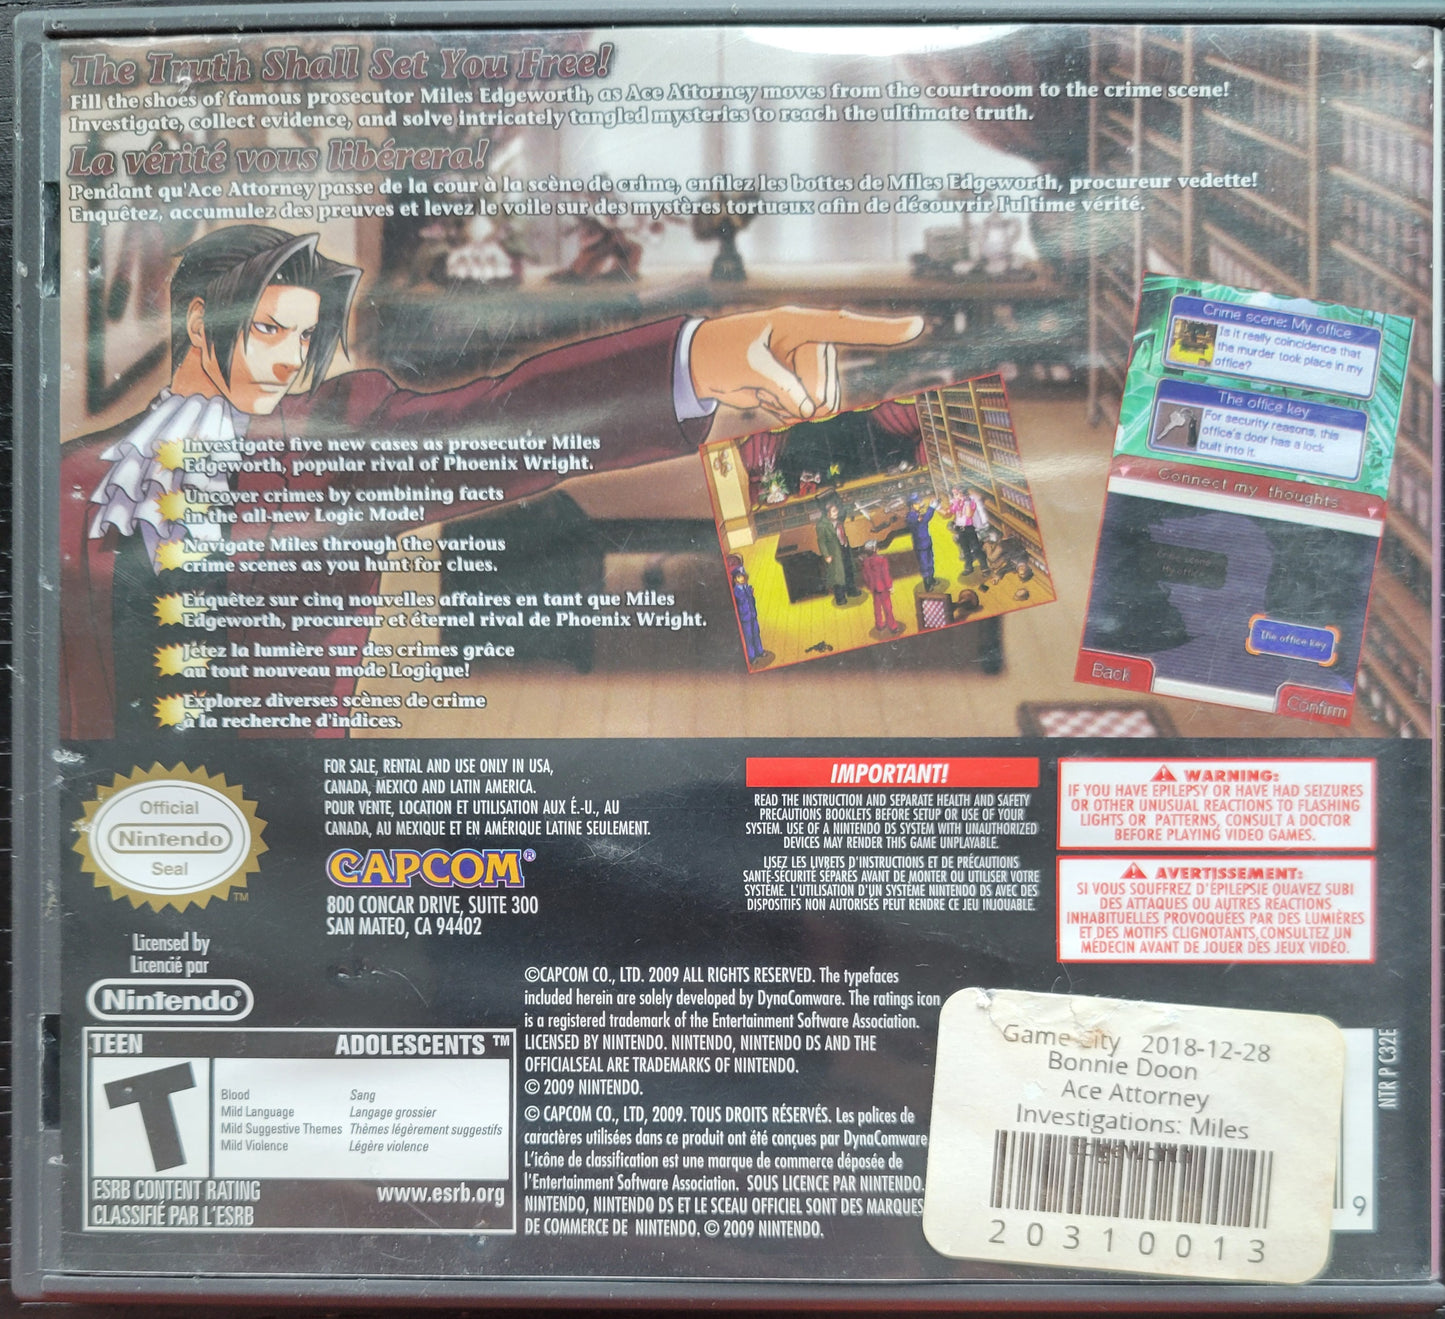 The Truth Shall Set You Free!
Fill the shoes of famous prosecutor Miles Edgeworth, as Ace Attorney moves from the courtroom to the crime scene!
Investigate, collect evidence, and solve intricately tangled mysteries to reach the ultimate truth.
La vérité vous libérera!
Pendant qu'Ace Attorney passe de la cour à la scène de crime, enfilez les bottes de Miles Edgeworth, procureur vedette!
Enquêtez, accumulez des preuves et levez le voile sur des mystères tortueux afin de découvrir l'ultime vérité.
Investigate five new cases as prosecutor Miles
Edgeworth, popular rival of Phoenix Wright.
Uncover crimes by combining facts
in the all-new Logic Mode!
Navigate Miles through the various
crime scenes as you hunt for clues.
Enquêtez sur cinq nouvelles affaires en tant que Miles
Edgeworth, procureur et éternel rival de Phoenix Wright.
Jetez la lumière sur des crimes grâce
au tout nouveau mode Logique!
Explorez diverses scènes de crime
à la recherche d'indices.
Crime scene: My office
Is it really coincidence that
the murder took place in my
office?
The office key
For security reasons, this
office's door has a lock
built into it.
Connect my thoughts
Crime scene:
My office
The office key
Back
Confirm
Official
Nintendo
Seal
TM
Licensed by
Licencié par
Nintendo®
FOR SALE, RENTAL AND USE ONLY IN USA,
CANADA, MEXICO AND LATIN AMERICA.
POUR VENTE, LOCATION ET UTILISATION AUX É.-U., AU
CANADA, AU MEXIQUE ET EN AMÉRIQUE LATINE SEULEMENT.
CAPCOM®
800 CONCAR DRIVE, SUITE 300
SAN MATEO, CA 94402
IMPORTANT!
READ THE INSTRUCTION AND SEPARATE HEALTH AND SAFETY
PRECAUTIONS BOOKLETS BEFORE SETUP OR USE OF YOUR
SYSTEM. USE OF A NINTENDO DS SYSTEM WITH UNAUTHORIZED
DEVICES MAY RENDER THIS GAME UNPLAYABLE.
LISEZ LES LIVRETS D'INSTRUCTIONS ET DE PRÉCAUTIONS
SANTÉ-SÉCURITÉ SÉPARÉS AVANT DE MONTER OU UTILISER VOTRE
SYSTÈME. L'UTILISATION D'UN SYSTÈME NINTENDO DS AVEC DES
DISPOSITIFS NON AUTORISÉS PEUT RENDRE CE JEU INJOUABLE.
WARNING:
IF YOU HAVE EPILEPSY OR HAVE HAD SEIZURES
OR OTHER UNUSUAL REACTIONS TO FLASHING
LIGHTS OR PATTERNS, CONSULT A DOCTOR
BEFORE PLAYING VIDEO GAMES.
AVERTISSEMENT:
SI VOUS SOUFFREZ D'ÉPILEPSIE OUAVEZ SUBI
DES ATTAQUES OU AUTRES RÉACTIONS
INHABITUELLES PROVOQUÉES PAR DES LUMIÈRES
ET DES MOTIFS CLIGNOTANTS, CONSULTEZ UN
MÉDECIN AVANT DE JOUER DES JEUX VIDÉO.
©CAPCOM CO., LTD. 2009 ALL RIGHTS RESERVED. The typefaces
included herein are solely developed by DynaComware. The ratings icon
is a registered trademark of the Entertainment Software Association.
LICENSED BY NINTENDO. NINTENDO, NINTENDO DS AND THE
OFFICIALSEAL ARE TRADEMARKS OF NINTENDO.
© 2009 NINTENDO.
© CAPCOM CO., LTD, 2009. TOUS DROITS RÉSERVÉS. Les polices de
caractères utilisées dans ce produit ont été conçues par DynaComware
L'icône de classification est une marque de commerce déposée de
l'Entertainment Software Association. SOUS LICENCE PAR NINTENDO.
NINTENDO, NINTENDO DS ET LE SCEAU OFFICIEL SONT DES MARQUES
DE COMMERCE DE NINTENDO. © 2009 NINTENDO.
TEEN
ADOLESCENTS ™
T
Blood Sang
Mild Language Langage grossier
Mild Suggestive Themes Thèmes légèrement suggestifs
Mild Violence Légère violence
ESRB CONTENT RATING www.esrb.org
CLASSIFIÉ PAR L'ESRB
Game City 2018-12-28
Bonnie Doon
Ace Attorney
Investigations: Miles
Edgeworth
20310013
9
NTR P C32E